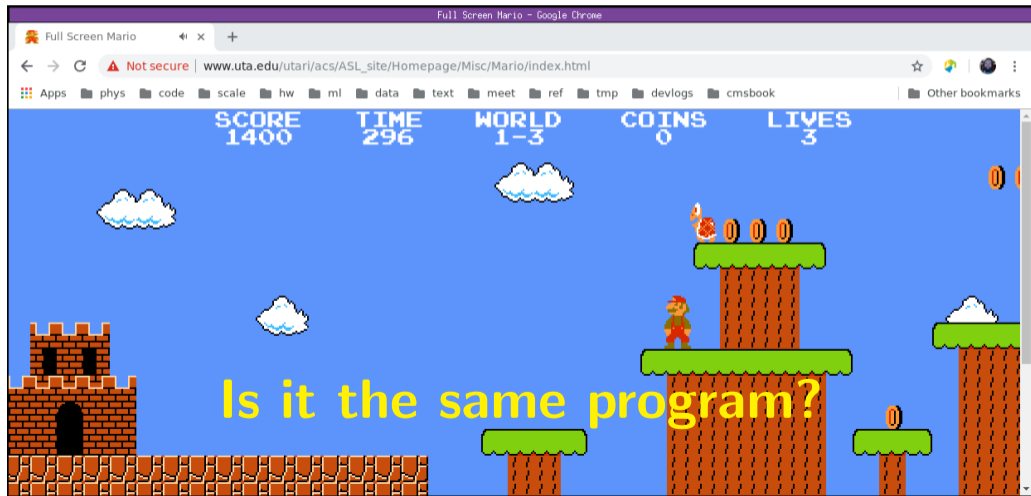 Full Screen Mario - Google Chrome
Full Screen Mario
Not secure | www.uta.edu/utari/acs/ASL_site/Homepage/Misc/Mario/index.html
Apps phys code scale hw ml data text meet ref tmp devlogs cmsbook Other bookmarks
SCORE TIME WORLD COINS LIVES
1400 296 1-3 0 3
Is it the same program?